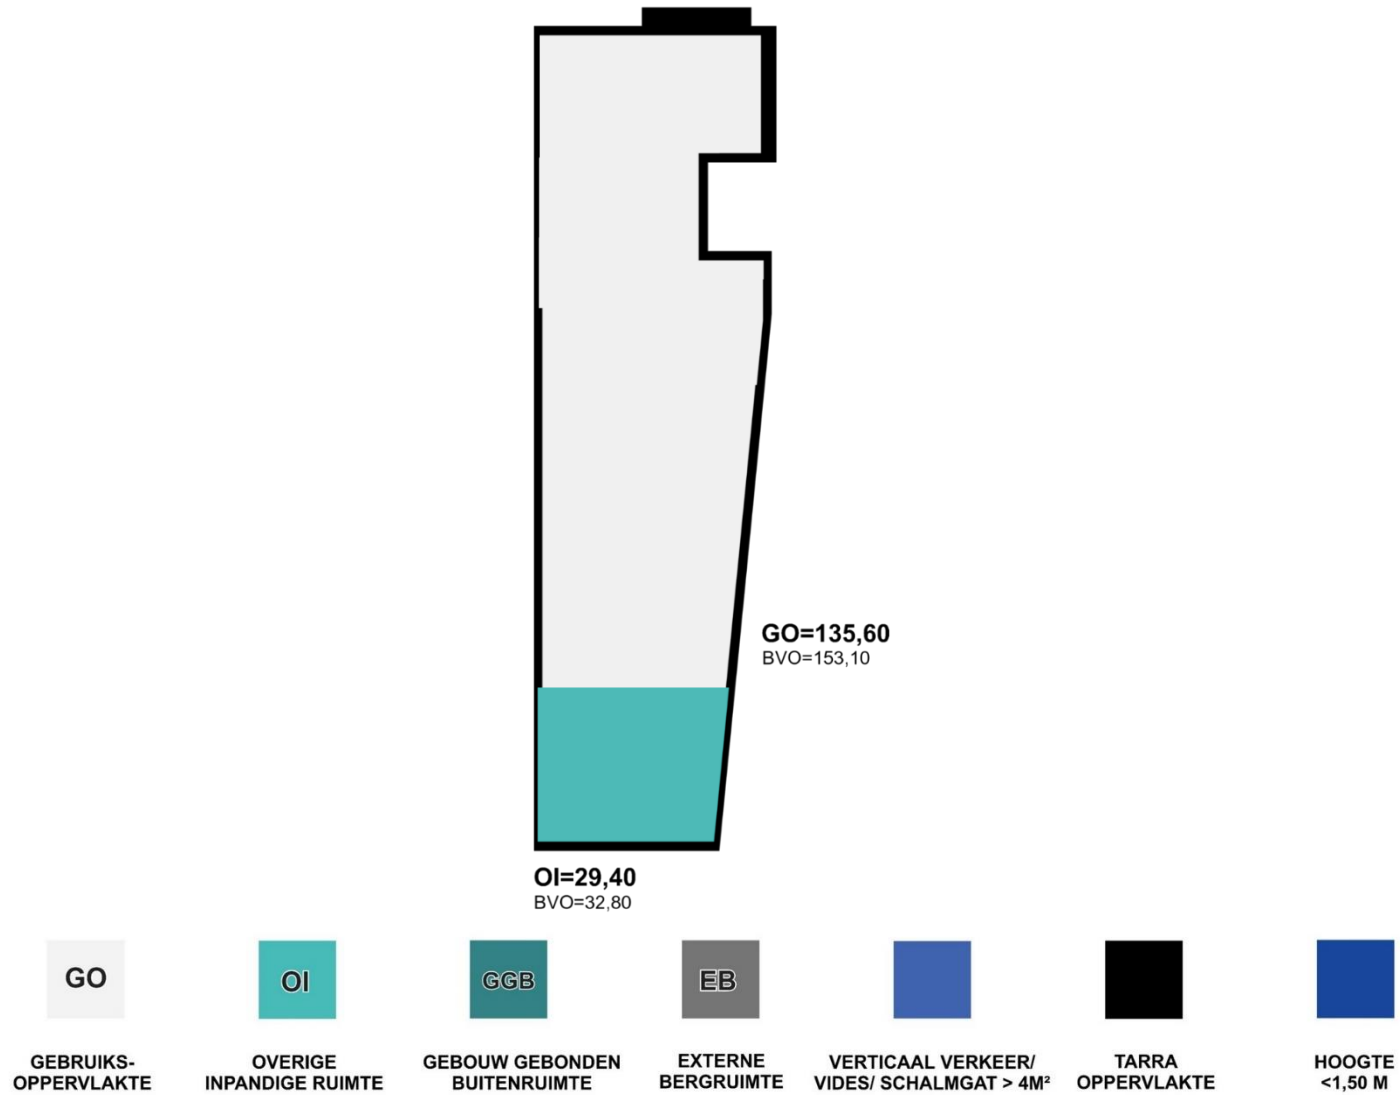 GO=135,60
BVO=153,10
OI=29,40
BVO=32,80
GO
OI
GGB
EB
GEBRUIKS-
OPPERVLAKTE
OVERIGE
INPANDIGE RUIMTE
GEBOUW GEBONDEN
BUITENRUIMTE
EXTERNE
BERGRUIMTE
VERTICAAL VERKEER/
VIDES/ SCHALMGAT > 4M²
TARRA
OPPERVLAKTE
HOOGTE
<1,50 M